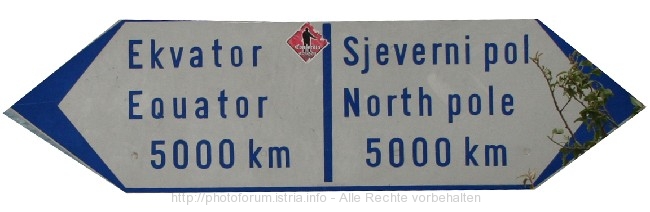 Ekvator
Equator
5000 km
Sjeverni pol
North pole
5000 km
http://photoforum.istria.info - Alle Rechte vorbehalten